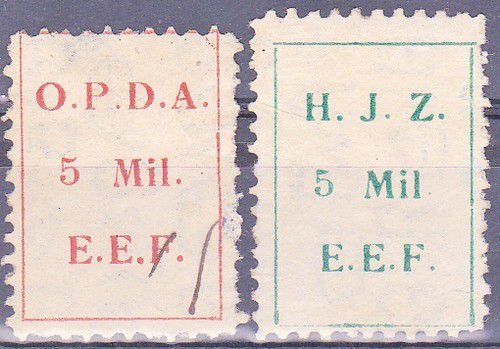 O.P.D.A.
5 Mil.
E.E.F.
H. J. Z.
5 Mil
E.E.F.